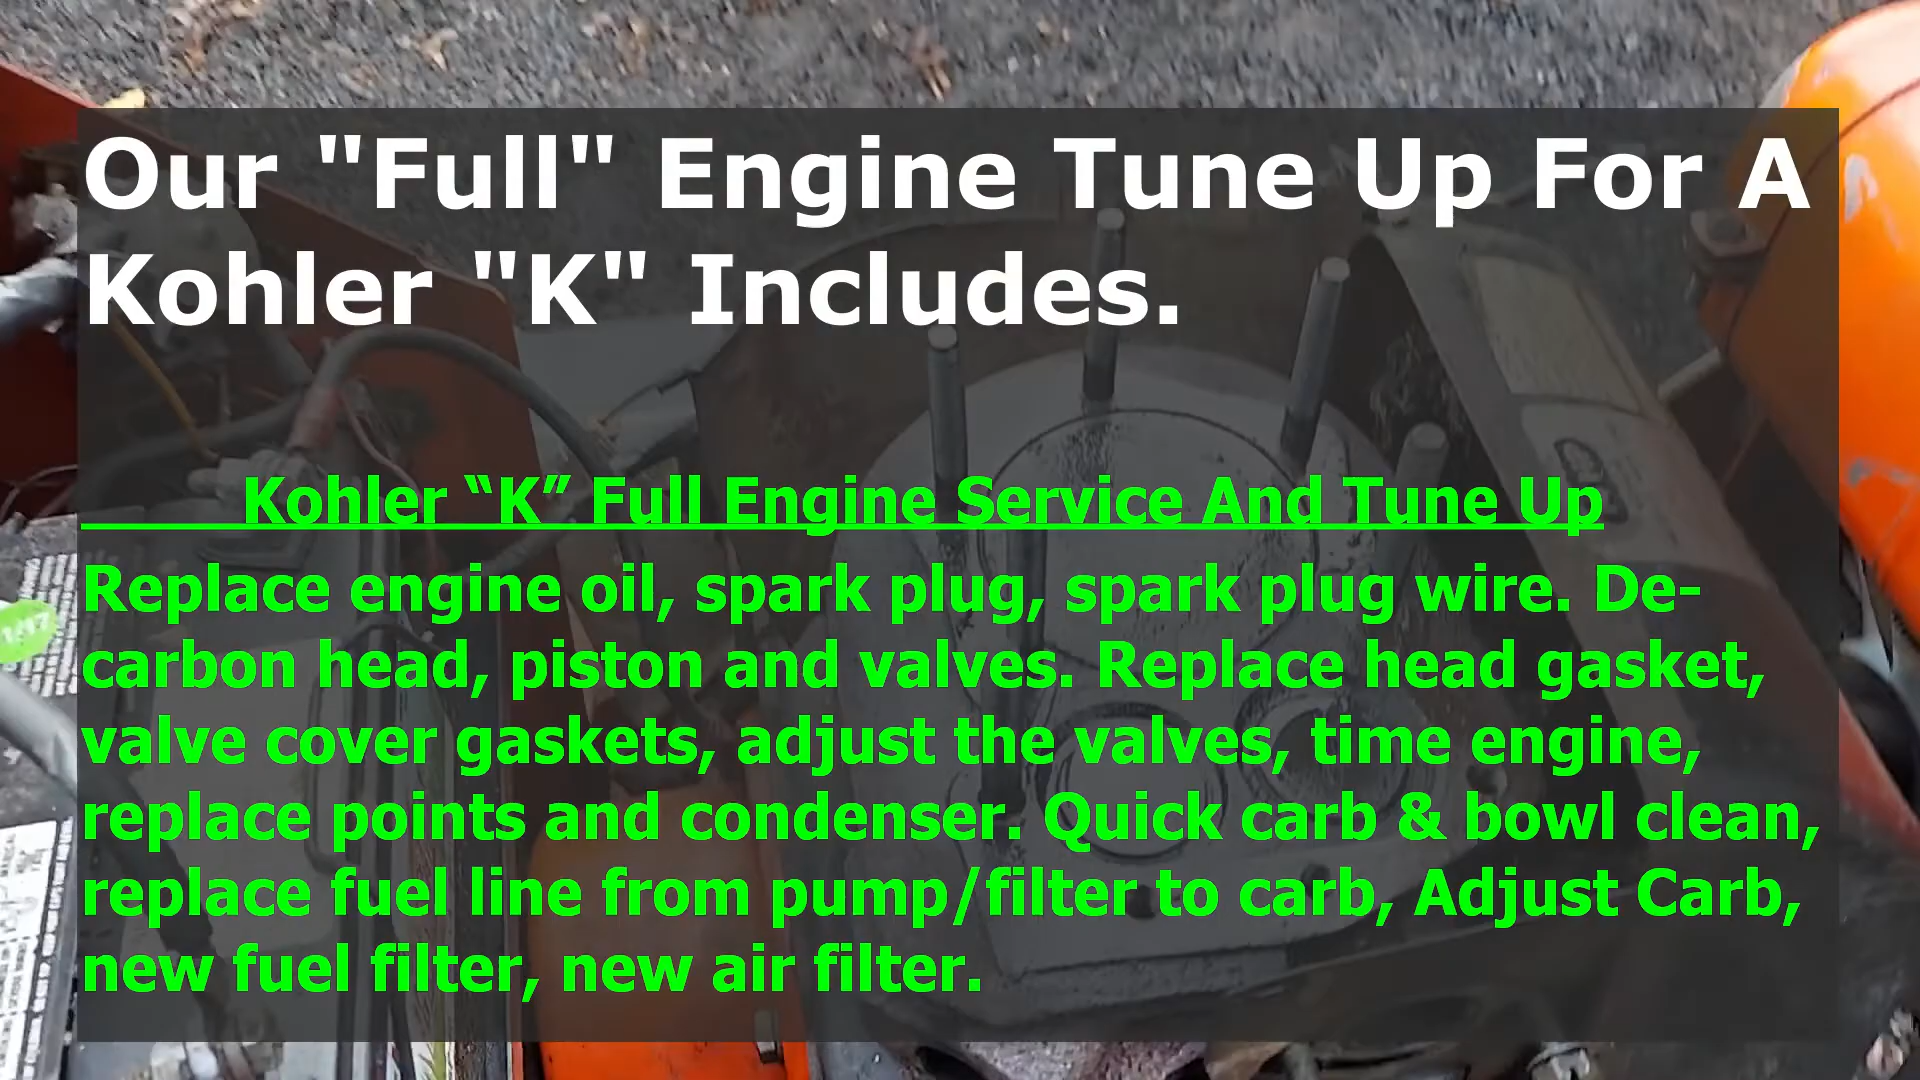 Our "Full" Engine Tune Up For A
Kohler "K" Includes.
Kohler “K” Full Engine Service And Tune Up
Replace engine oil, spark plug, spark plug wire. De-
carbon head, piston and valves. Replace head gasket,
valve cover gaskets, adjust the valves, time engine,
replace points and condenser. Quick carb & bowl clean,
replace fuel line from pump/filter to carb, Adjust Carb,
new fuel filter, new air filter.